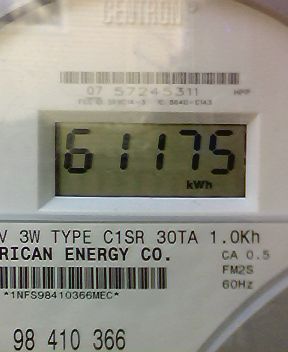 CENTRON
07 57245311
61175
kWh
V 3W TYPE C1SR 30TA 1.0Kh
RICAN ENERGY CO.
CA 0.5
FM2S
60Hz
*1NFS98410366MEC*
98 410 366